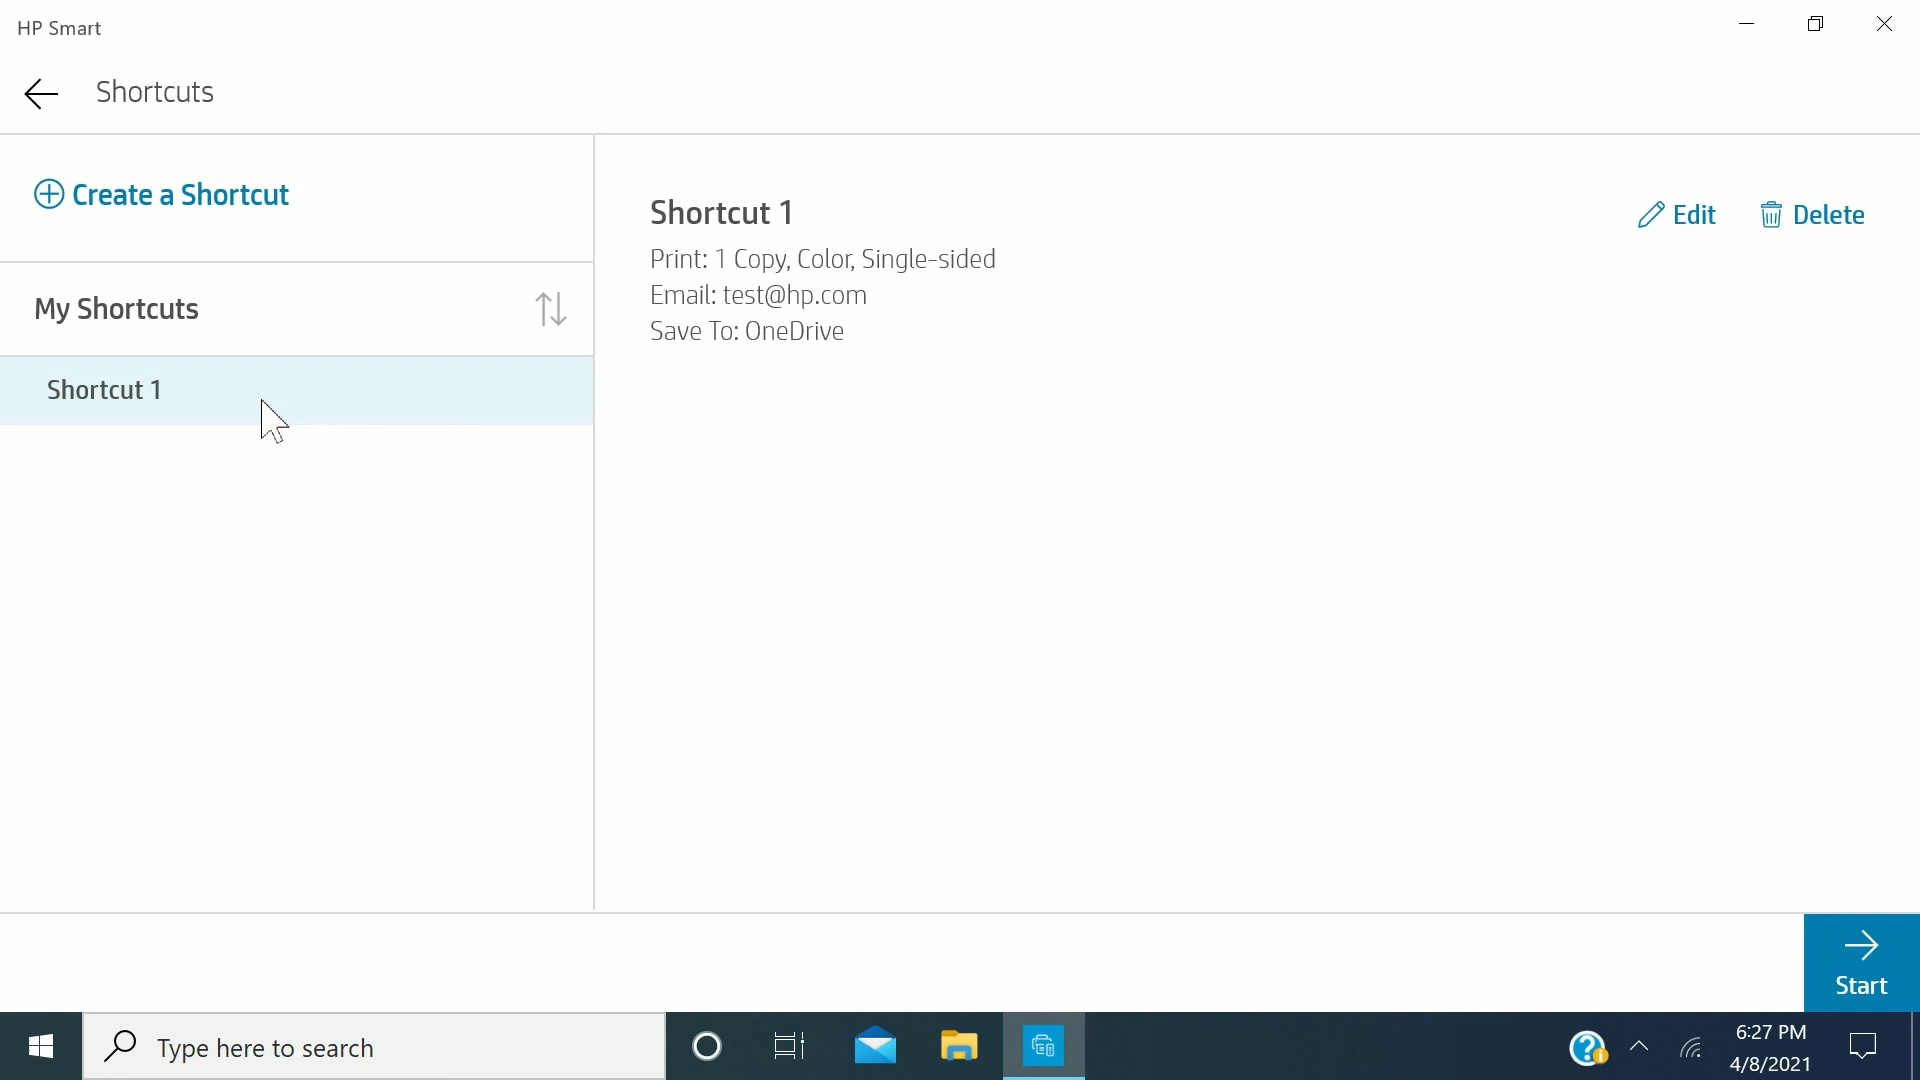 HP Smart
Shortcuts
Create a Shortcut
My Shortcuts
Shortcut 1
Shortcut 1
Print: 1 Copy, Color, Single-sided
Email: test@hp.com
Save To: OneDrive
Edit
Delete
Start
Type here to search
6:27 PM
4/8/2021